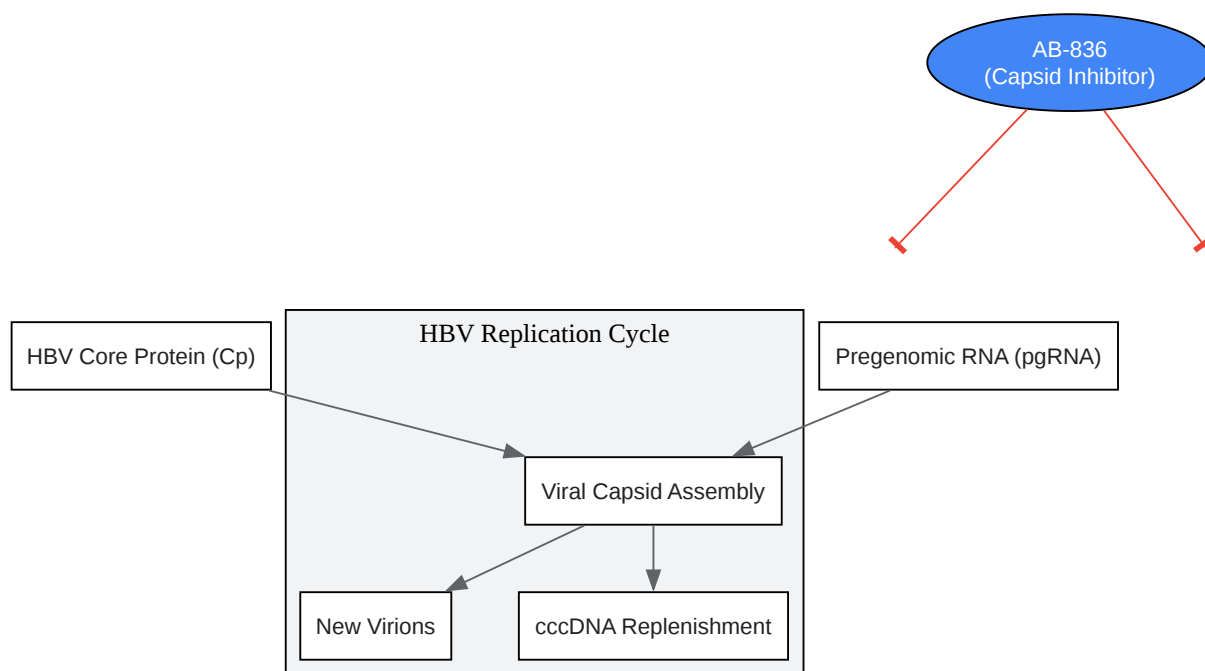 AB-836
(Capsid Inhibitor)
HBV Replication Cycle
HBV Core Protein (Cp)
Pregenomic RNA (pgRNA)
Viral Capsid Assembly
New Virions
cccDNA Replenishment